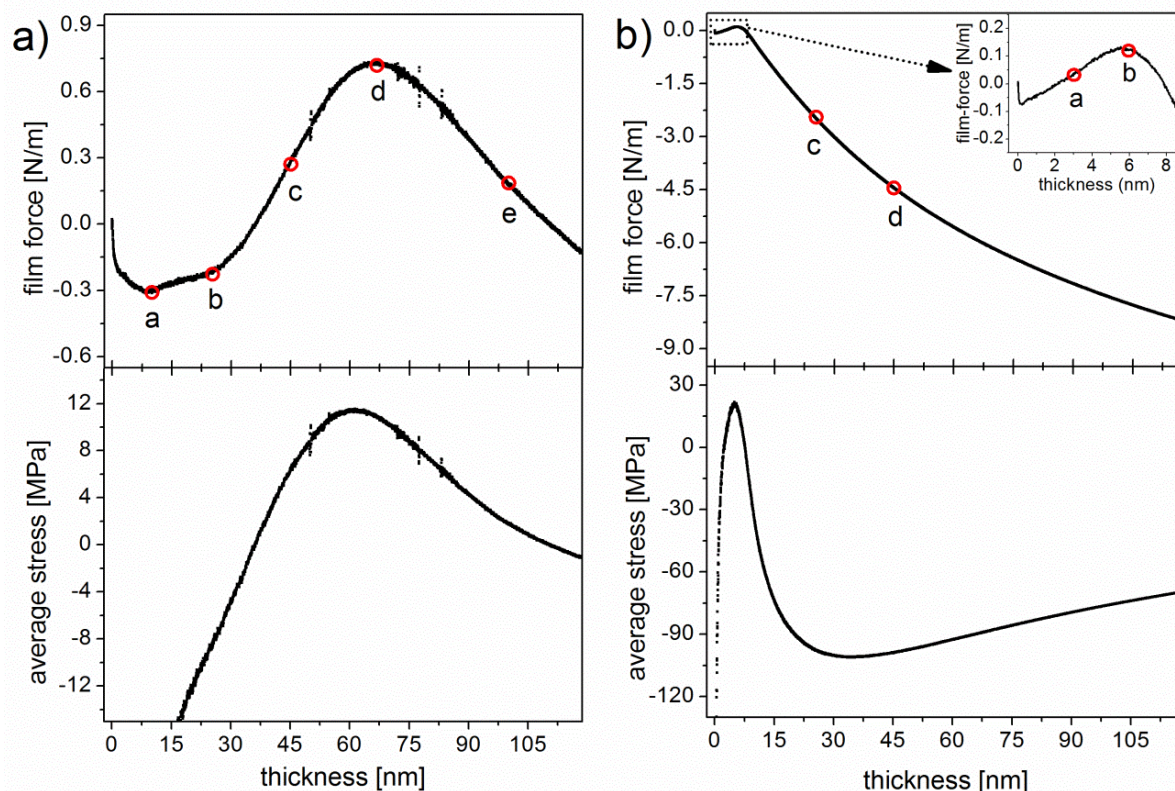 a)
film force [N/m]
0.9
0.6
0.3
0.0
-0.3
-0.6
a
b
c
d
e
average stress [MPa]
12
8
4
0
-4
-8
-12
0 15 30 45 60 75 90 105
thickness [nm]
b)
film force [N/m]
0.0
-1.5
-3.0
-4.5
-6.0
-7.5
-9.0
c
d
film-force [N/m]
0.2
0.1
0.0
-0.1
-0.2
a
b
0 2 4 6 8
thickness (nm)
average stress [MPa]
30
0
-30
-60
-90
-120
0 15 30 45 60 75 90 105
thickness [nm]